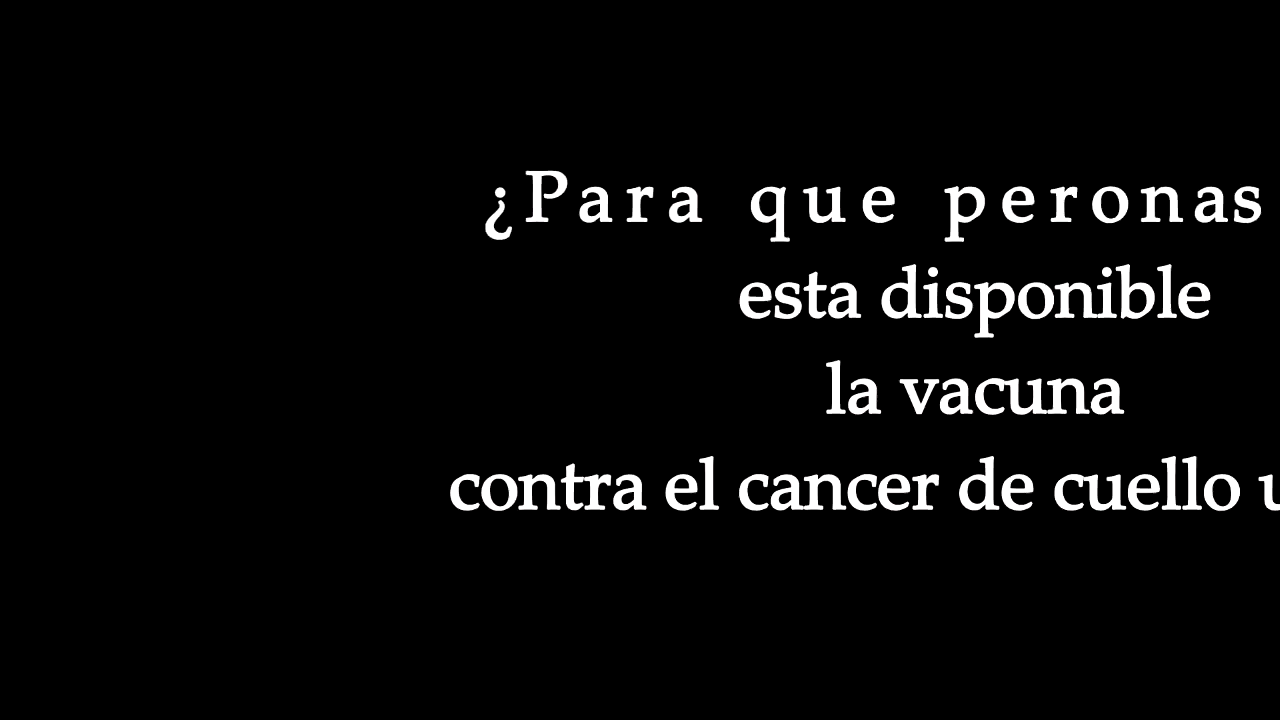 ¿Para que peronas
esta disponible
la vacuna
contra el cancer de cuello